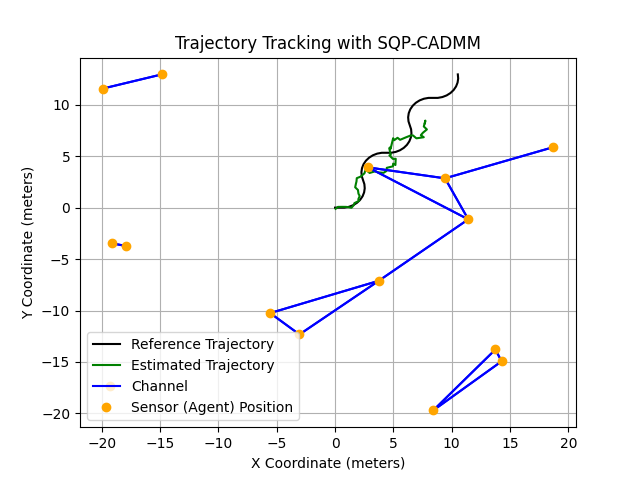 Trajectory Tracking with SQP-CADMM
Y Coordinate (meters)
10
5
0
−5
−10
−15
−20
Reference Trajectory
Estimated Trajectory
Channel
Sensor (Agent) Position
−20 −15 −10 −5 0 5 10 15 20
X Coordinate (meters)